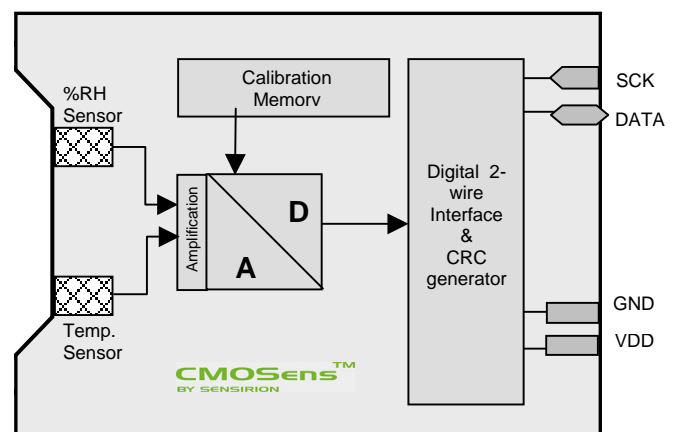 %RH
Sensor
Calibration
Memory
SCK
DATA
Amplification
D
A
Digital 2-
wire
Interface
&
CRC
generator
Temp.
Sensor
GND
VDD
CMOSens™
BY SENSIRION